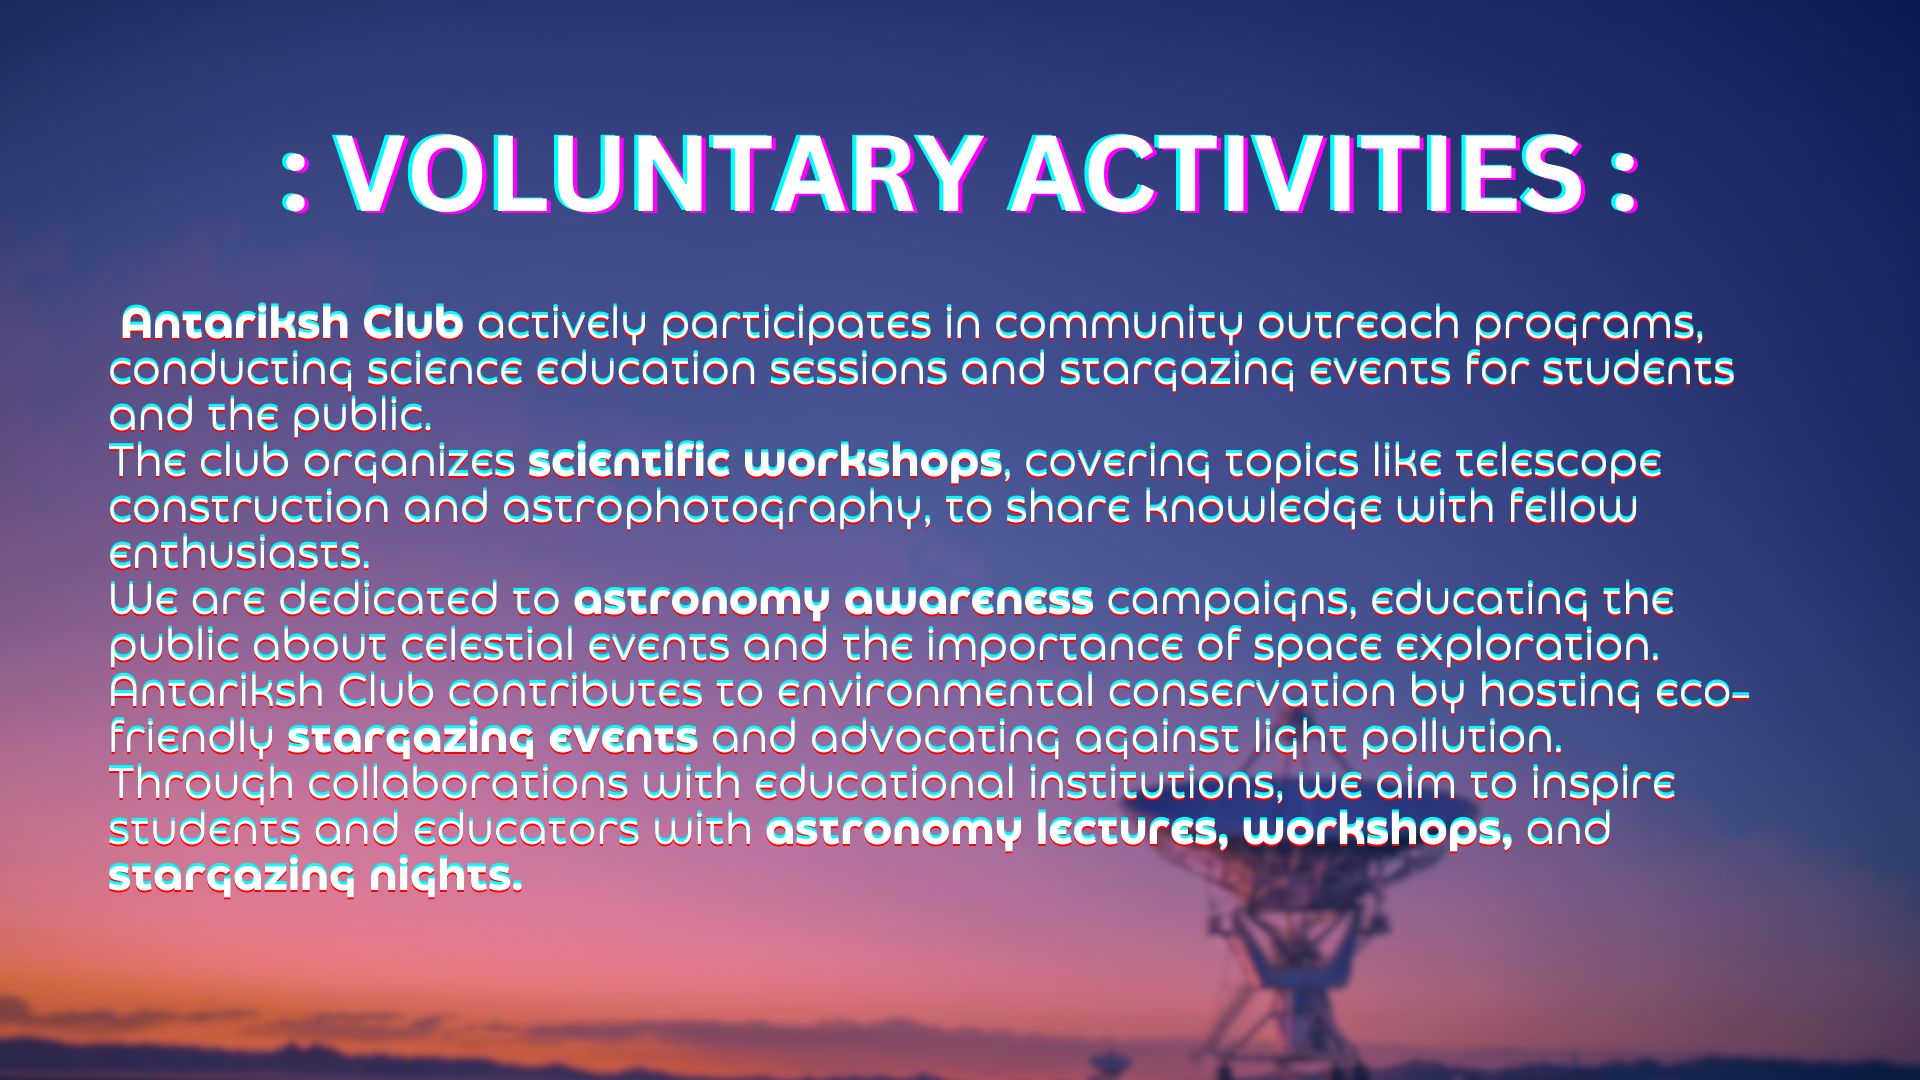 : VOLUNTARY ACTIVITIES :
Antariksh Club actively participates in community outreach programs,
conducting science education sessions and stargazing events for students
and the public.
The club organizes scientific workshops, covering topics like telescope
construction and astrophotography, to share knowledge with fellow
enthusiasts.
We are dedicated to astronomy awareness campaigns, educating the
public about celestial events and the importance of space exploration.
Antariksh Club contributes to environmental conservation by hosting eco-
friendly stargazing events and advocating against light pollution.
Through collaborations with educational institutions, we aim to inspire
students and educators with astronomy lectures, workshops, and
stargazing nights.